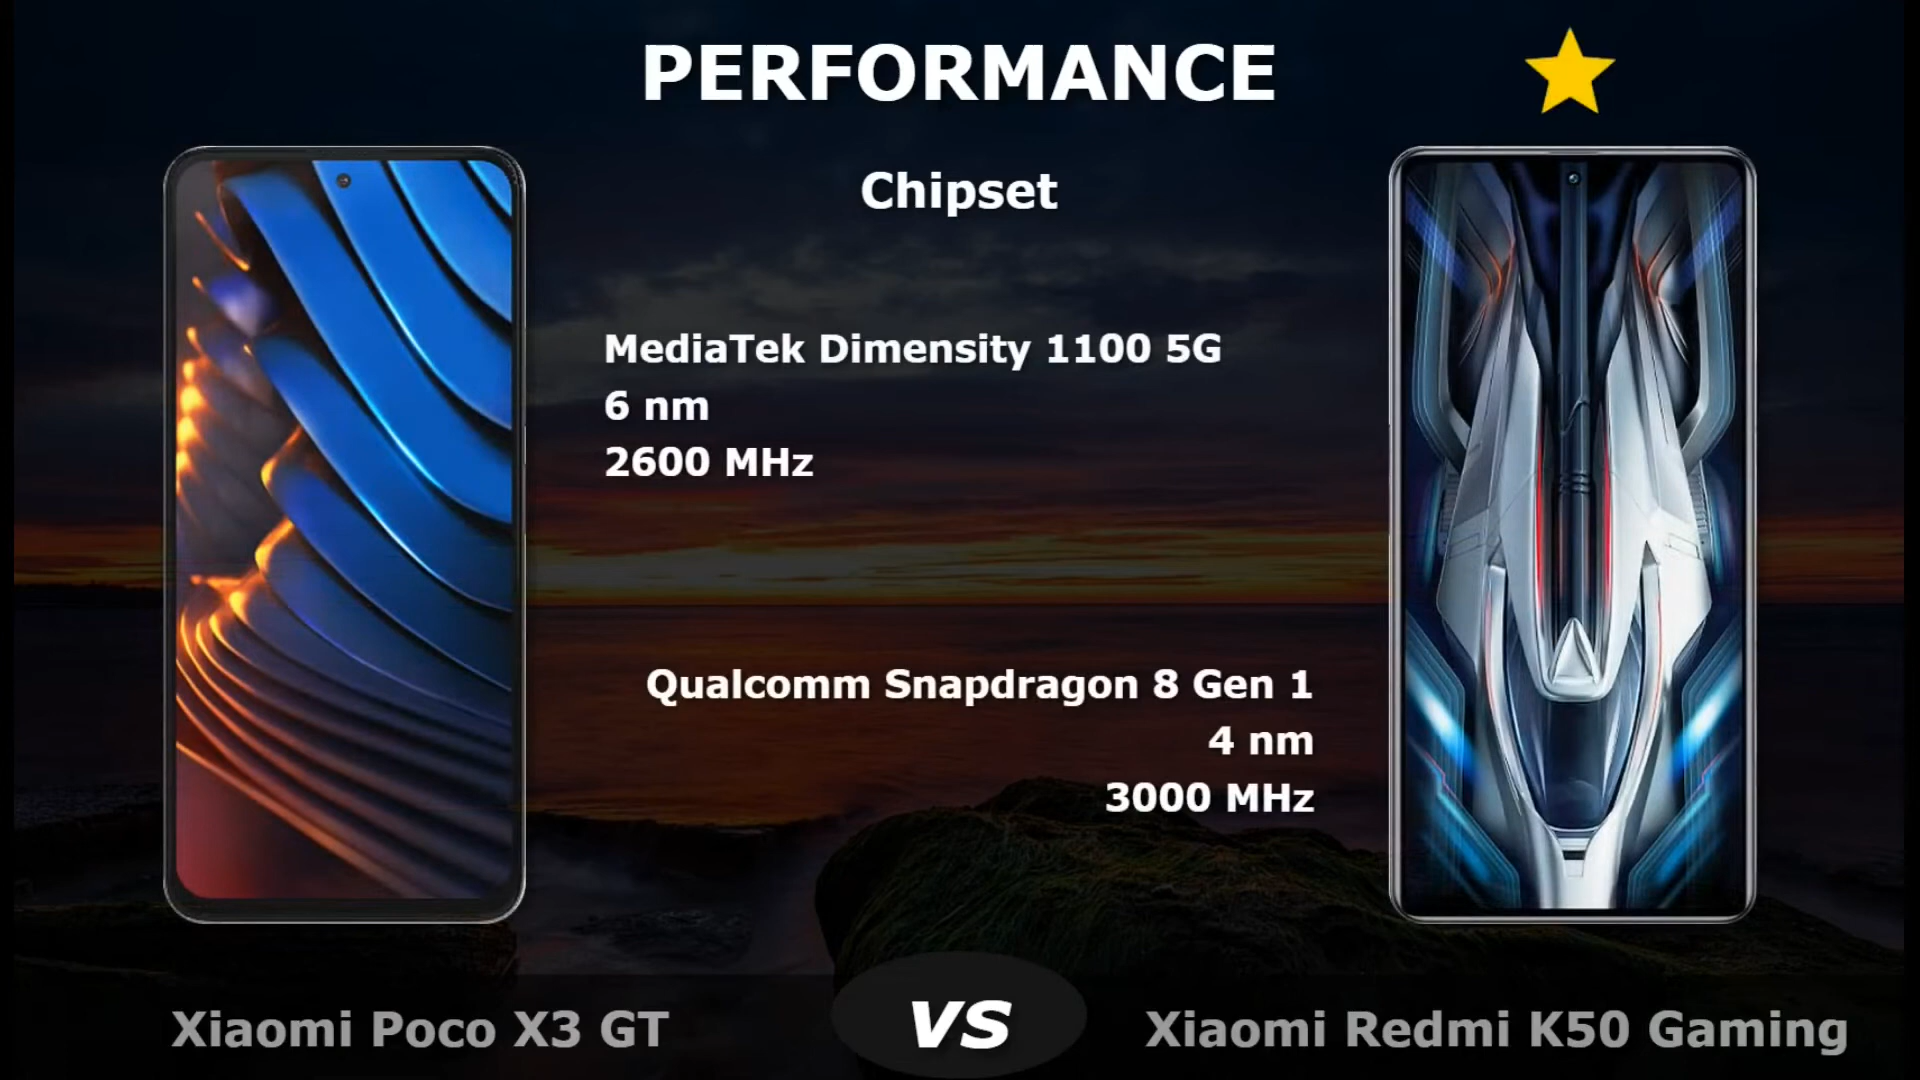 PERFORMANCE
Chipset
MediaTek Dimensity 1100 5G
6 nm
2600 MHz
Qualcomm Snapdragon 8 Gen 1
4 nm
3000 MHz
Xiaomi Poco X3 GT
VS
Xiaomi Redmi K50 Gaming